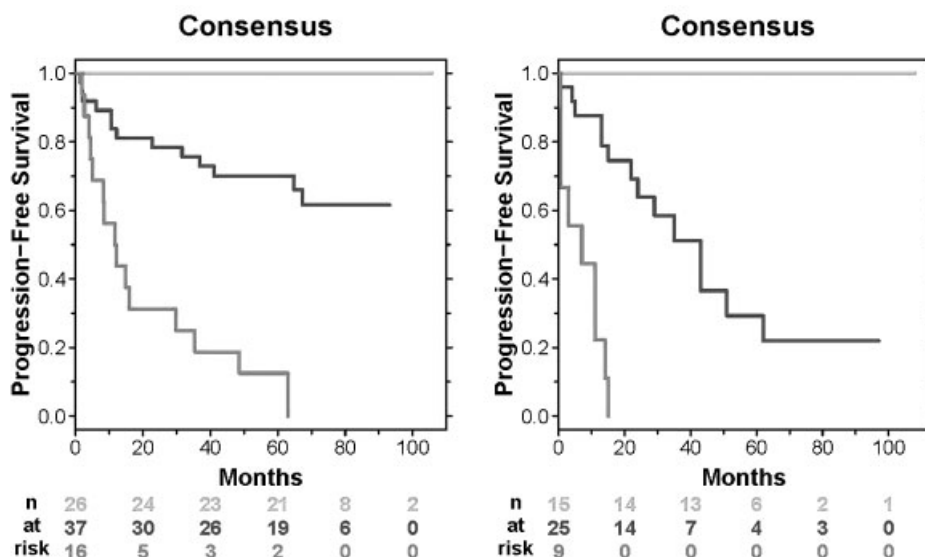 Consensus
Progression-Free Survival
1.0
0.8
0.6
0.4
0.2
0.0
0 20 40 60 80 100
Months
n 26 24 23 21 8 2
at 37 30 26 19 6 0
risk 16 5 3 2 0 0
Consensus
Progression-Free Survival
1.0
0.8
0.6
0.4
0.2
0.0
0 20 40 60 80 100
Months
n 15 14 13 6 2 1
at 25 14 7 4 3 0
risk 9 0 0 0 0 0